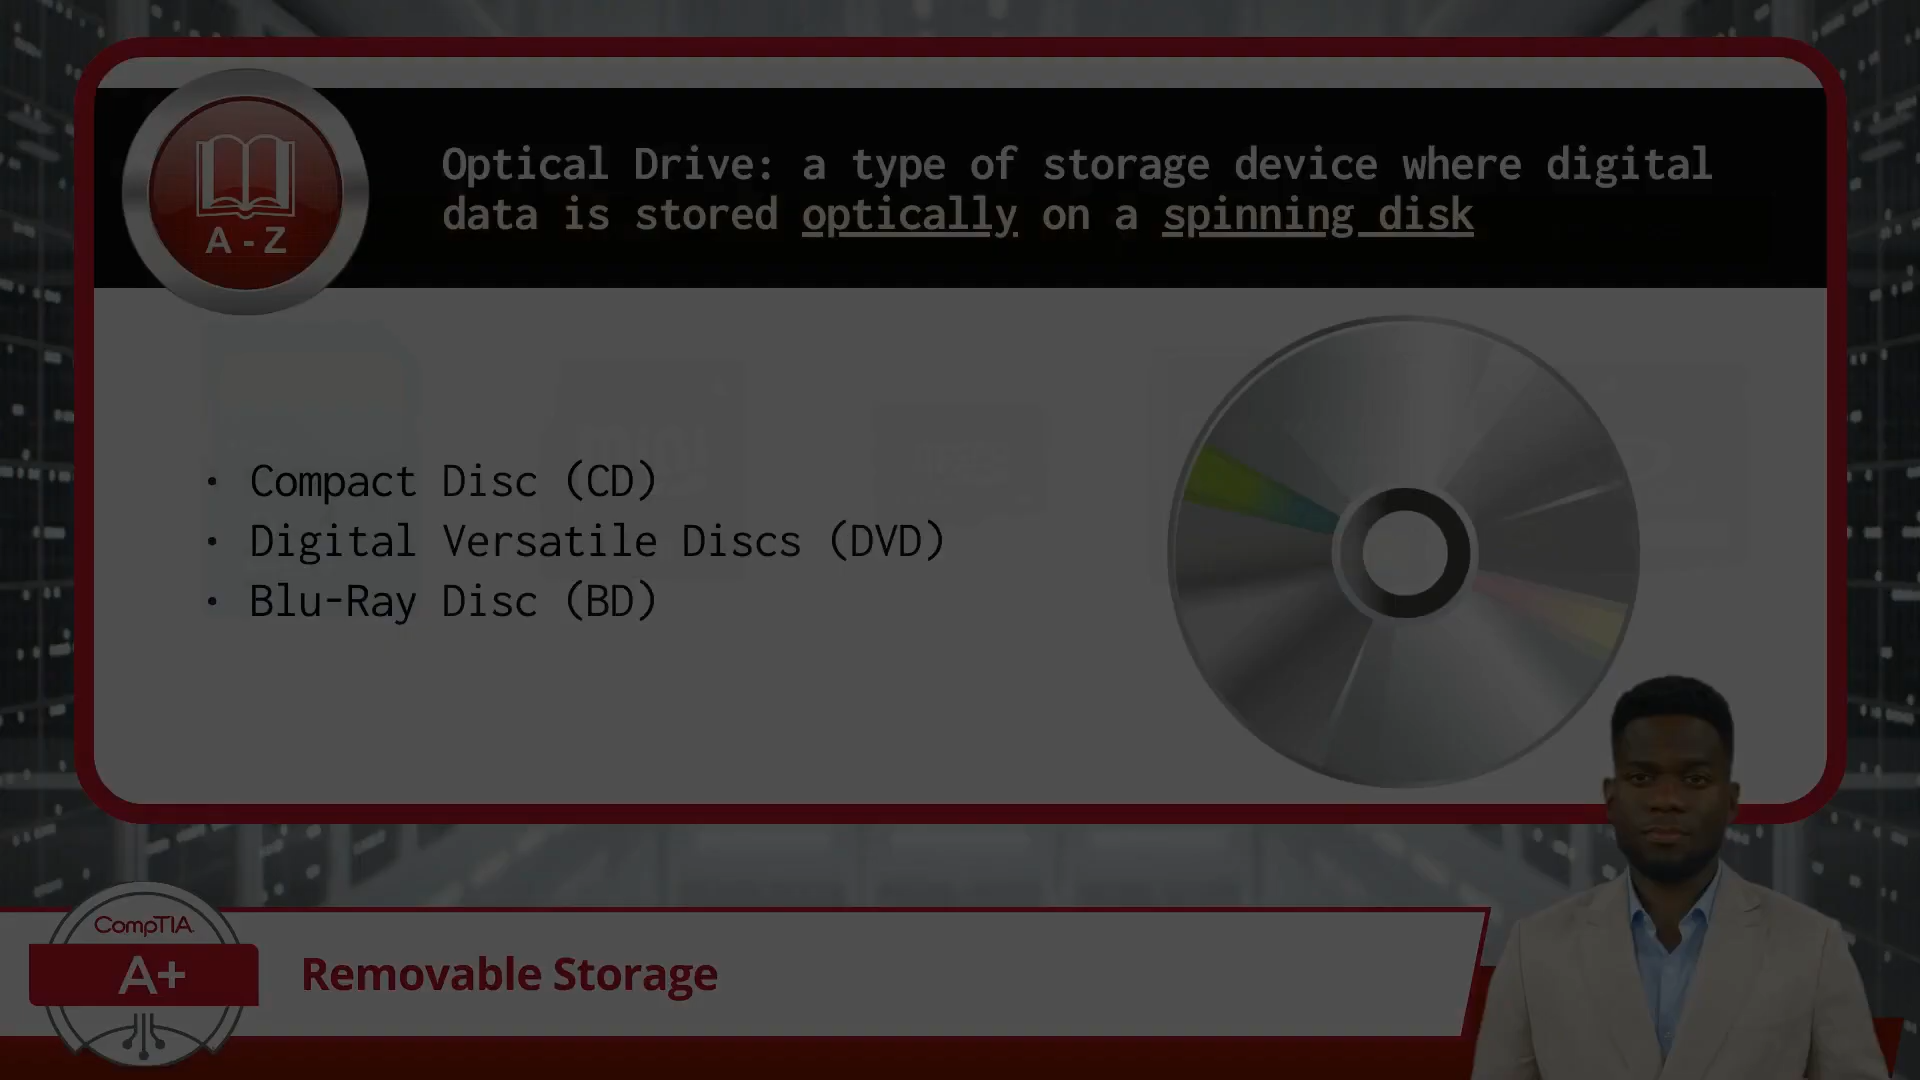 Optical Drive: a type of storage device where digital
data is stored optically on a spinning disk
A-Z
• Compact Disc (CD)
• Digital Versatile Discs (DVD)
• Blu-Ray Disc (BD)
CompTIA
A+
Removable Storage